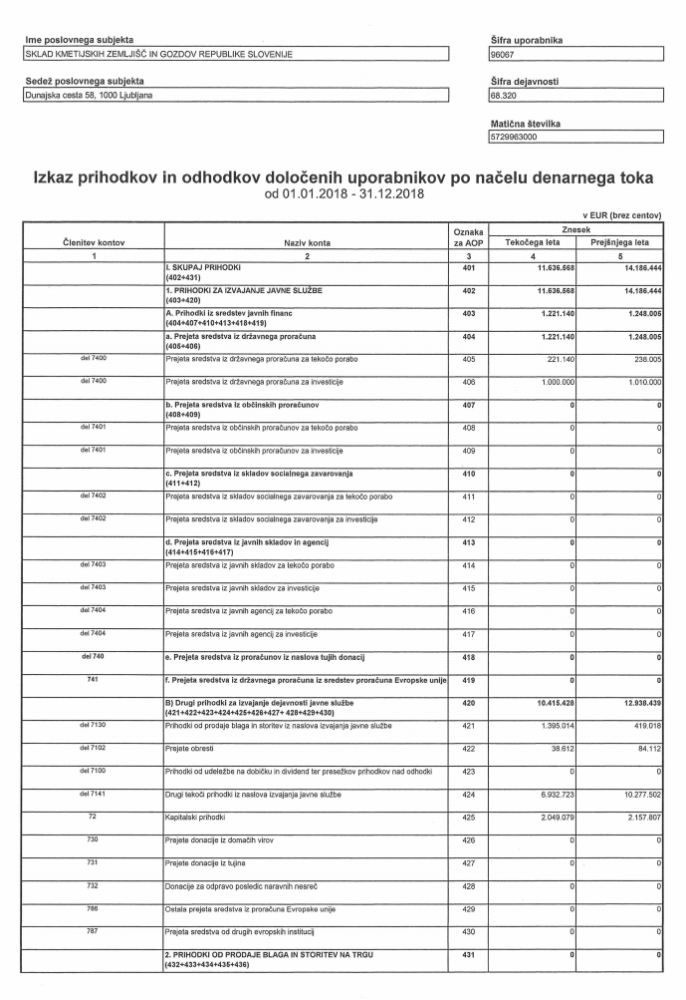 Ime poslovnega subjekta
SKLAD KMETIJSKIH ZEMLJIŠČ IN GOZDOV REPUBLIKE SLOVENIJE
Šifra uporabnika
96067
Sedež poslovnega subjekta
Dunajska cesta 58, 1000 Ljubljana
Šifra dejavnosti
68.320
Matična številka
5729963000
Izkaz prihodkov in odhodkov določenih uporabnikov po načelu denarnega toka
od 01.01.2018 - 31.12.2018
v EUR (brez centov)
Členitev kontov Naziv konta Oznaka za AOP Znesek
Tekočega leta Prejšnjega leta
1 2 3 4 5
I. SKUPAJ PRIHODKI 401 11.636.568 14.186.444
(402+431)
1. PRIHODKI ZA IZVAJANJE JAVNE SLUŽBE 402 11.636.568 14.186.444
(403+420)
A. Prihodki iz sredstev javnih financ 403 1.221.140 1.248.005
(404+407+410+413+418+419)
a. Prejeta sredstva iz državnega proračuna 404 1.221.140 1.248.005
(405+406)
del 7400 Prejeta sredstva iz državnega proračuna za tekočo porabo 405 221.140 238.005
del 7400 Prejeta sredstva iz državnega proračuna za investicije 406 1.000.000 1.010.000
b. Prejeta sredstva iz občinskih proračunov 407 0 0
(408+409)
del 7401 Prejeta sredstva iz občinskih proračunov za tekočo porabo 408 0 0
del 7401 Prejeta sredstva iz občinskih proračunov za investicije 409 0 0
c. Prejeta sredstva iz skladov socialnega zavarovanja 410 0 0
(411+412)
del 7402 Prejeta sredstva iz skladov socialnega zavarovanja za tekočo porabo 411 0 0
del 7402 Prejeta sredstva iz skladov socialnega zavarovanja za investicije 412 0 0
d. Prejeta sredstva iz javnih skladov in agencij 413 0 0
(414+415+416+417)
del 7403 Prejeta sredstva iz javnih skladov za tekočo porabo 414 0 0
del 7403 Prejeta sredstva iz javnih skladov za investicije 415 0 0
del 7404 Prejeta sredstva iz javnih agencij za tekočo porabo 416 0 0
del 7404 Prejeta sredstva iz javnih agencij za investicije 417 0 0
del 740 e. Prejeta sredstva iz proračunov iz naslova tujih donacij 418 0 0
741 f. Prejeta sredstva iz državnega proračuna iz sredstev proračuna Evropske unije 419 0 0
B) Drugi prihodki za izvajanje dejavnosti javne službe 420 10.415.428 12.938.439
(421+422+423+424+425+426+427+ 428+429+430)
del 7130 Prihodki od prodaje blaga in storitev iz naslova izvajanja javne službe 421 1.395.014 419.018
del 7102 Prejete obresti 422 38.612 84.112
del 7100 Prihodki od udeležbe na dobičku in dividend ter presežkov prihodkov nad odhodki 423 0 0
del 7141 Drugi tekoči prihodki iz naslova izvajanja javne službe 424 6.932.723 10.277.502
72 Kapitalski prihodki 425 2.049.079 2.157.807
730 Prejete donacije iz domačih virov 426 0 0
731 Prejete donacije iz tujine 427 0 0
732 Donacije za odpravo posledic naravnih nesreč 428 0 0
786 Ostala prejeta sredstva iz proračuna Evropske unije 429 0 0
787 Prejeta sredstva od drugih evropskih institucij 430 0 0
2. PRIHODKI OD PRODAJE BLAGA IN STORITEV NA TRGU 431 0 0
(432+433+434+435+436)